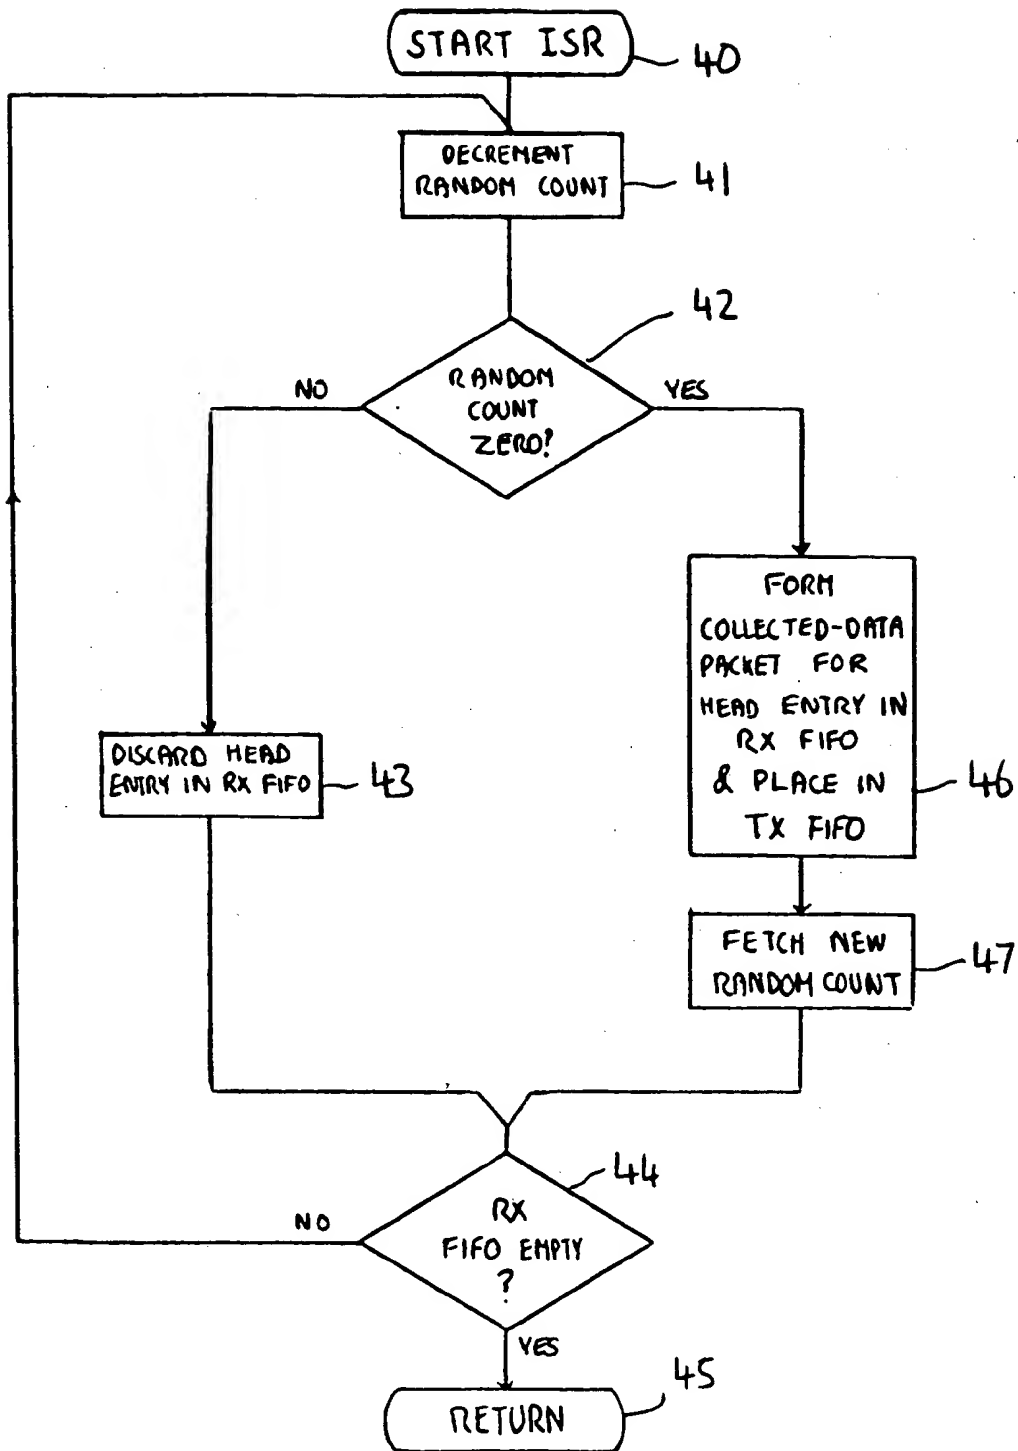 START ISR
40
DECREMENT
RANDOM COUNT
41
42
NO
RANDOM
COUNT
ZERO?
YES
FORM
COLLECTED-DATA
PACKET FOR
HEAD ENTRY IN
RX FIFO
& PLACE IN
TX FIFO
46
DISCARD HEAD
ENTRY IN RX FIFO
43
FETCH NEW
RANDOM COUNT
47
44
NO
RX
FIFO EMPTY
?
YES
45
RETURN